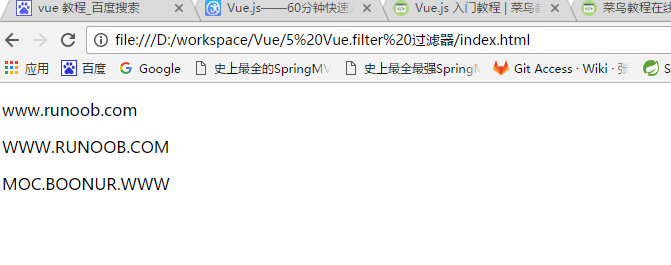 vue 教程_百度搜索
Vue.js——60分钟快速
Vue.js 入门教程 | 菜鸟
菜鸟教程在线
file:///D:/workspace/Vue/5%20Vue.filter%20过滤器/index.html
应用
百度
Google
史上最全的SpringM
史上最全最强Spring
Git Access · Wiki · 张
S
www.runoob.com
WWW.RUNOOB.COM
MOC.BOONUR.WWW